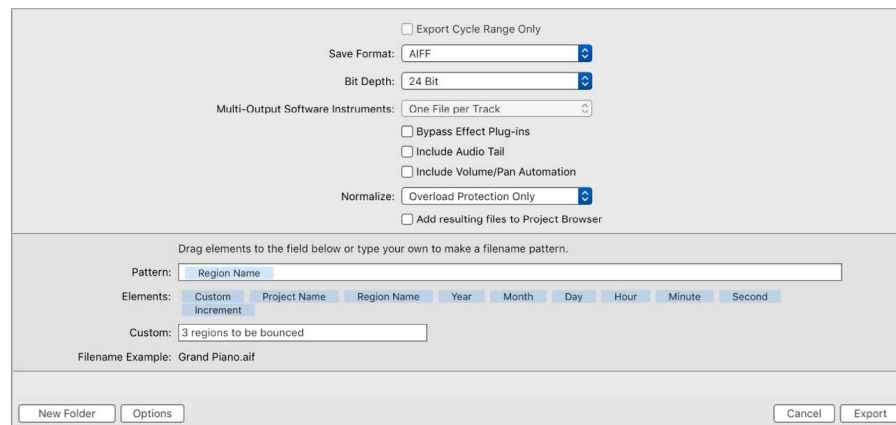 Export Cycle Range Only
Save Format: AIFF
Bit Depth: 24 Bit
Multi-Output Software Instruments: One File per Track
Bypass Effect Plug-ins
Include Audio Tail
Include Volume/Pan Automation
Normalize: Overload Protection Only
Add resulting files to Project Browser
Drag elements to the field below or type your own to make a filename pattern.
Pattern: Region Name
Elements: Custom Project Name Region Name Year Month Day Hour Minute Second
Increment
Custom: 3 regions to be bounced
Filename Example: Grand Piano.aif
New Folder Options Cancel Export